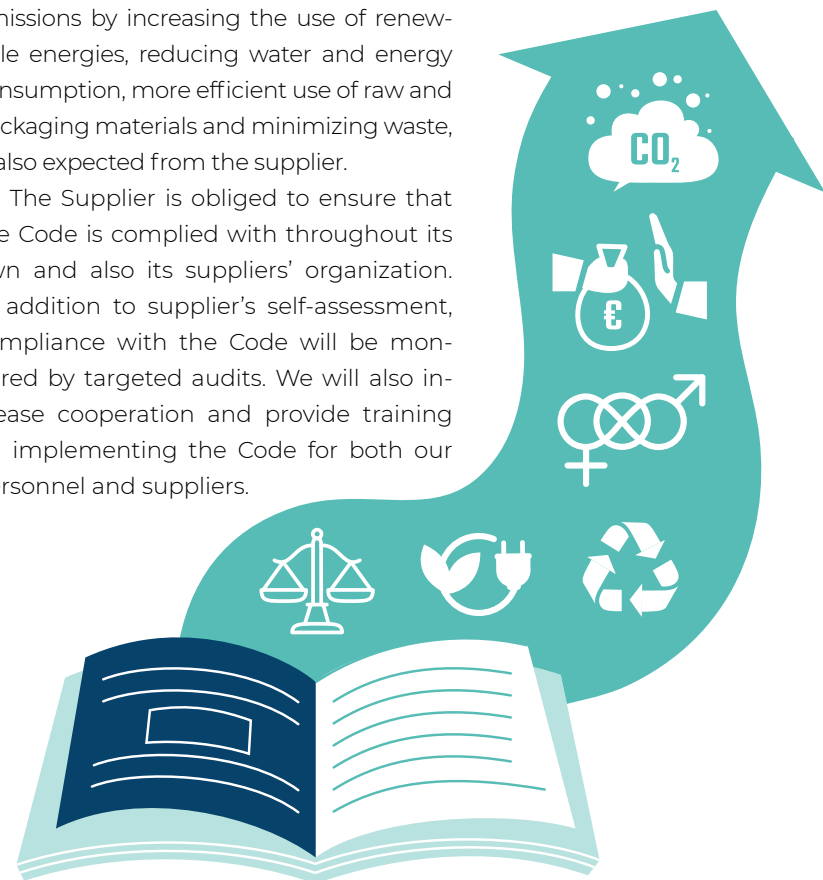 missions by increasing the use of renew-
le energies, reducing water and energy
nsumption, more efficient use of raw and
ckaging materials and minimizing waste,
also expected from the supplier.
The Supplier is obliged to ensure that
e Code is complied with throughout its
wn and also its suppliers’ organization.
addition to supplier’s self-assessment,
mpliance with the Code will be mon-
red by targeted audits. We will also in-
ease cooperation and provide training
implementing the Code for both our
ersonnel and suppliers.
CO₂
€